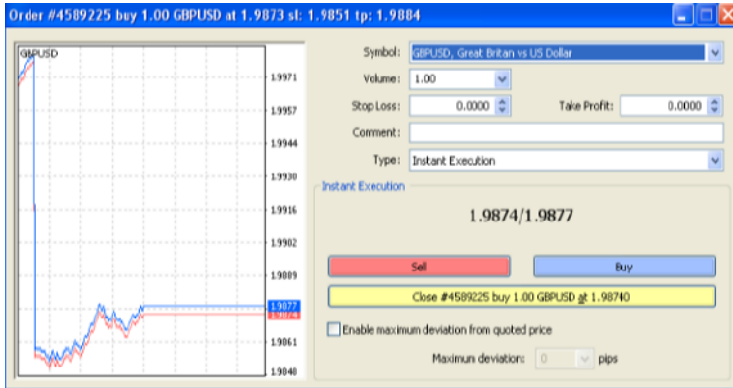 Order #4589225 buy 1.00 GBPUSD at 1.9873 sl: 1.9851 tp: 1.9884
GBPUSD
1.9971
1.9957
1.9944
1.9930
1.9916
1.9902
1.9889
1.9877
1.9874
1.9861
1.9848
Symbol: GBPUSD, Great Britan vs US Dollar
Volume: 1.00
Stop Loss: 0.0000 Take Profit: 0.0000
Comment:
Type: Instant Execution
Instant Execution
1.9874/1.9877
Sell Buy
Close #4589225 buy 1.00 GBPUSD at 1.98740
Enable maximum deviation from quoted price
Maximun deviation: 0 pips